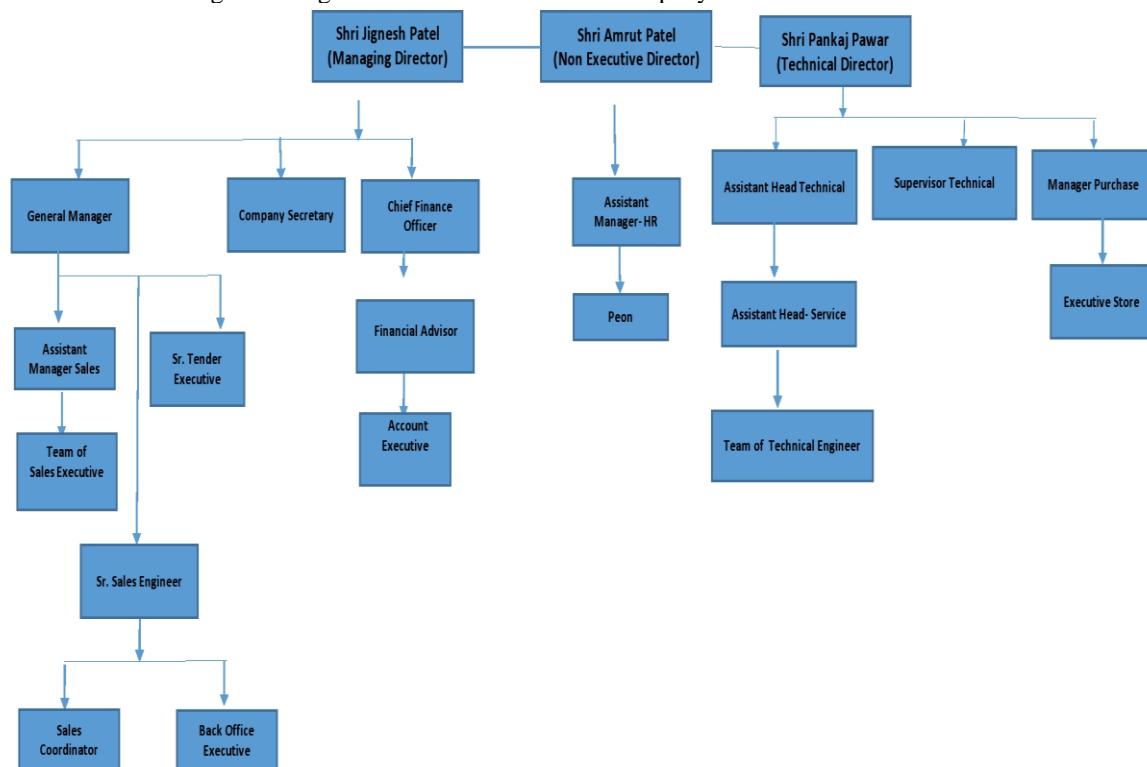 Shri Jignesh Patel
(Managing Director)
Shri Amrut Patel
(Non Executive Director)
Shri Pankaj Pawar
(Technical Director)
General Manager
Company Secretary
Chief Finance
Officer
Assistant
Manager- HR
Assistant Head Technical
Supervisor Technical
Manager Purchase
Assistant
Manager Sales
Sr. Tender
Executive
Financial Advisor
Peon
Assistant Head- Service
Executive Store
Team of
Sales Executive
Account
Executive
Team of Technical Engineer
Sr. Sales Engineer
Sales
Coordinator
Back Office
Executive